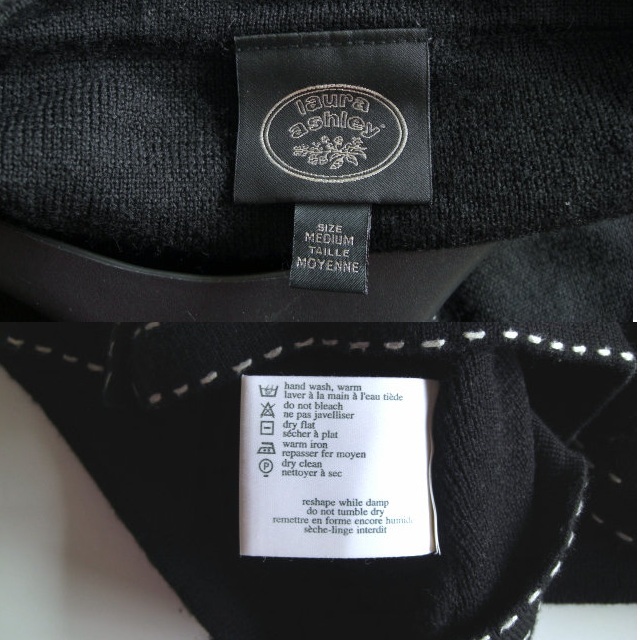 laura
ashley
SIZE
MEDIUM
TAILLE
MOYENNE
hand wash, warm
laver à la main à l'eau tiède
do not bleach
ne pas javelliser
dry flat
sécher à plat
warm iron
repasser fer moyen
P
dry clean
nettoyer à sec
reshape while damp
do not tumble dry
remettre en forme encore humide
sèche-linge interdit